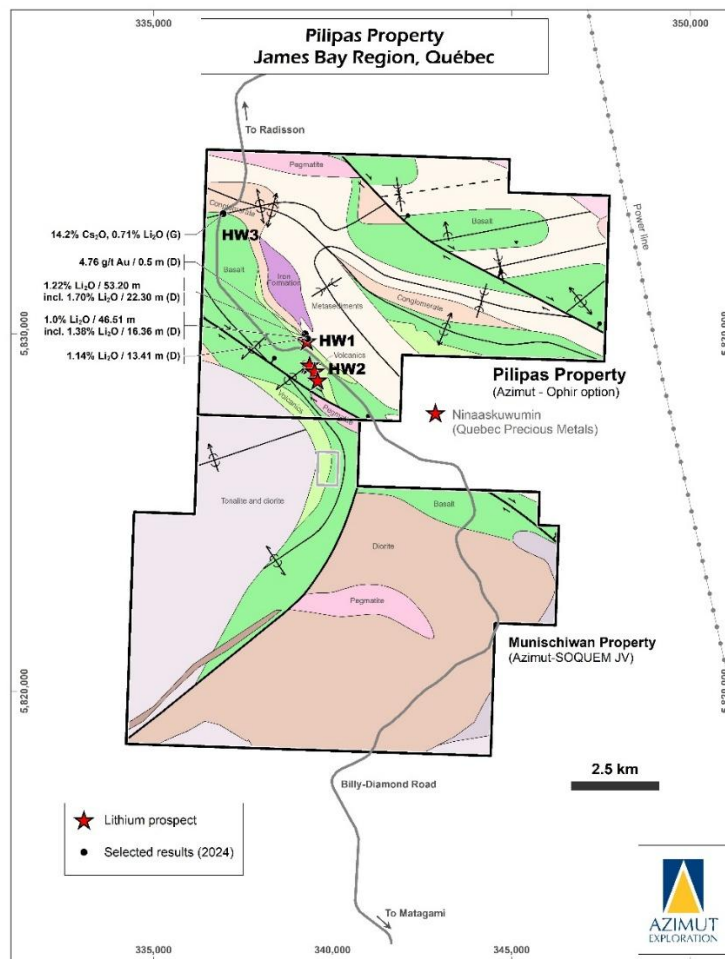 335,000
350,000
Pilipas Property
James Bay Region, Québec
To Radisson
Pegmatite
Conglomerate
HW3
14.2% Cs₂O, 0.71% Li₂O (G)
Basalt
Power line
4.76 g/t Au / 0.5 m (D)
Basalt
Iron
Formation
1.22% Li₂O / 53.20 m
incl. 1.70% Li₂O / 22.30 m (D)
Metasediments
Conglomerate
1.0% Li₂O / 46.51 m
incl. 1.38% Li₂O / 16.36 m (D)
5,830,000
HW1
1.14% Li₂O / 13.41 m (D)
Volcanics
HW2
Pilipas Property
(Azimut - Ophir option)
Volcanics
Pegmatite
Ninaaskuwumin
(Quebec Precious Metals)
Tonalite and diorite
Basalt
Diorite
Pegmatite
Munischiwan Property
(Azimut-SOQUEM JV)
5,820,000
2.5 km
Billy-Diamond Road
Lithium prospect
Selected results (2024)
To Matagami
AZIMUT
EXPLORATION
335,000
340,000
345,000